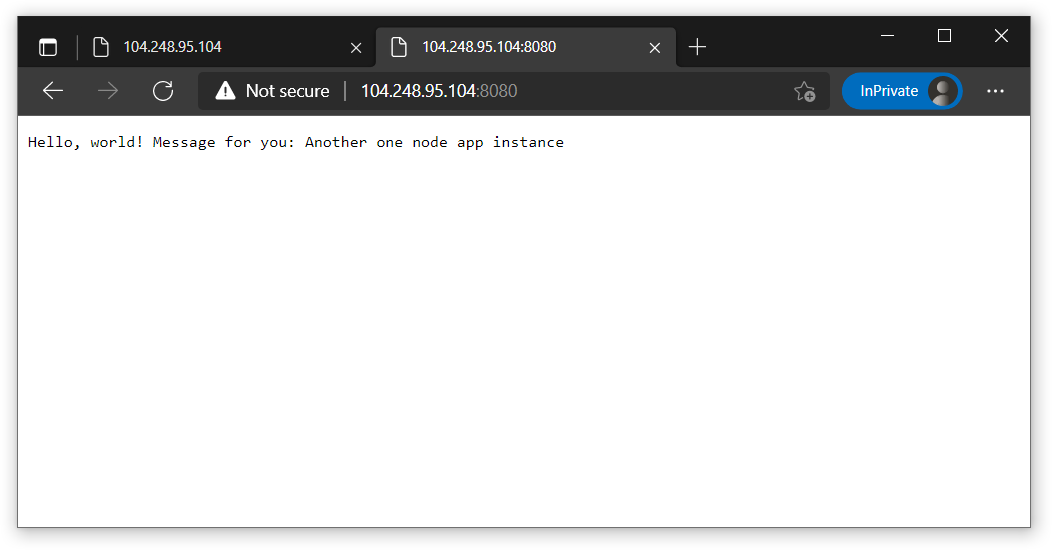 104.248.95.104
104.248.95.104:8080
Not secure
104.248.95.104:8080
InPrivate
Hello, world! Message for you: Another one node app instance